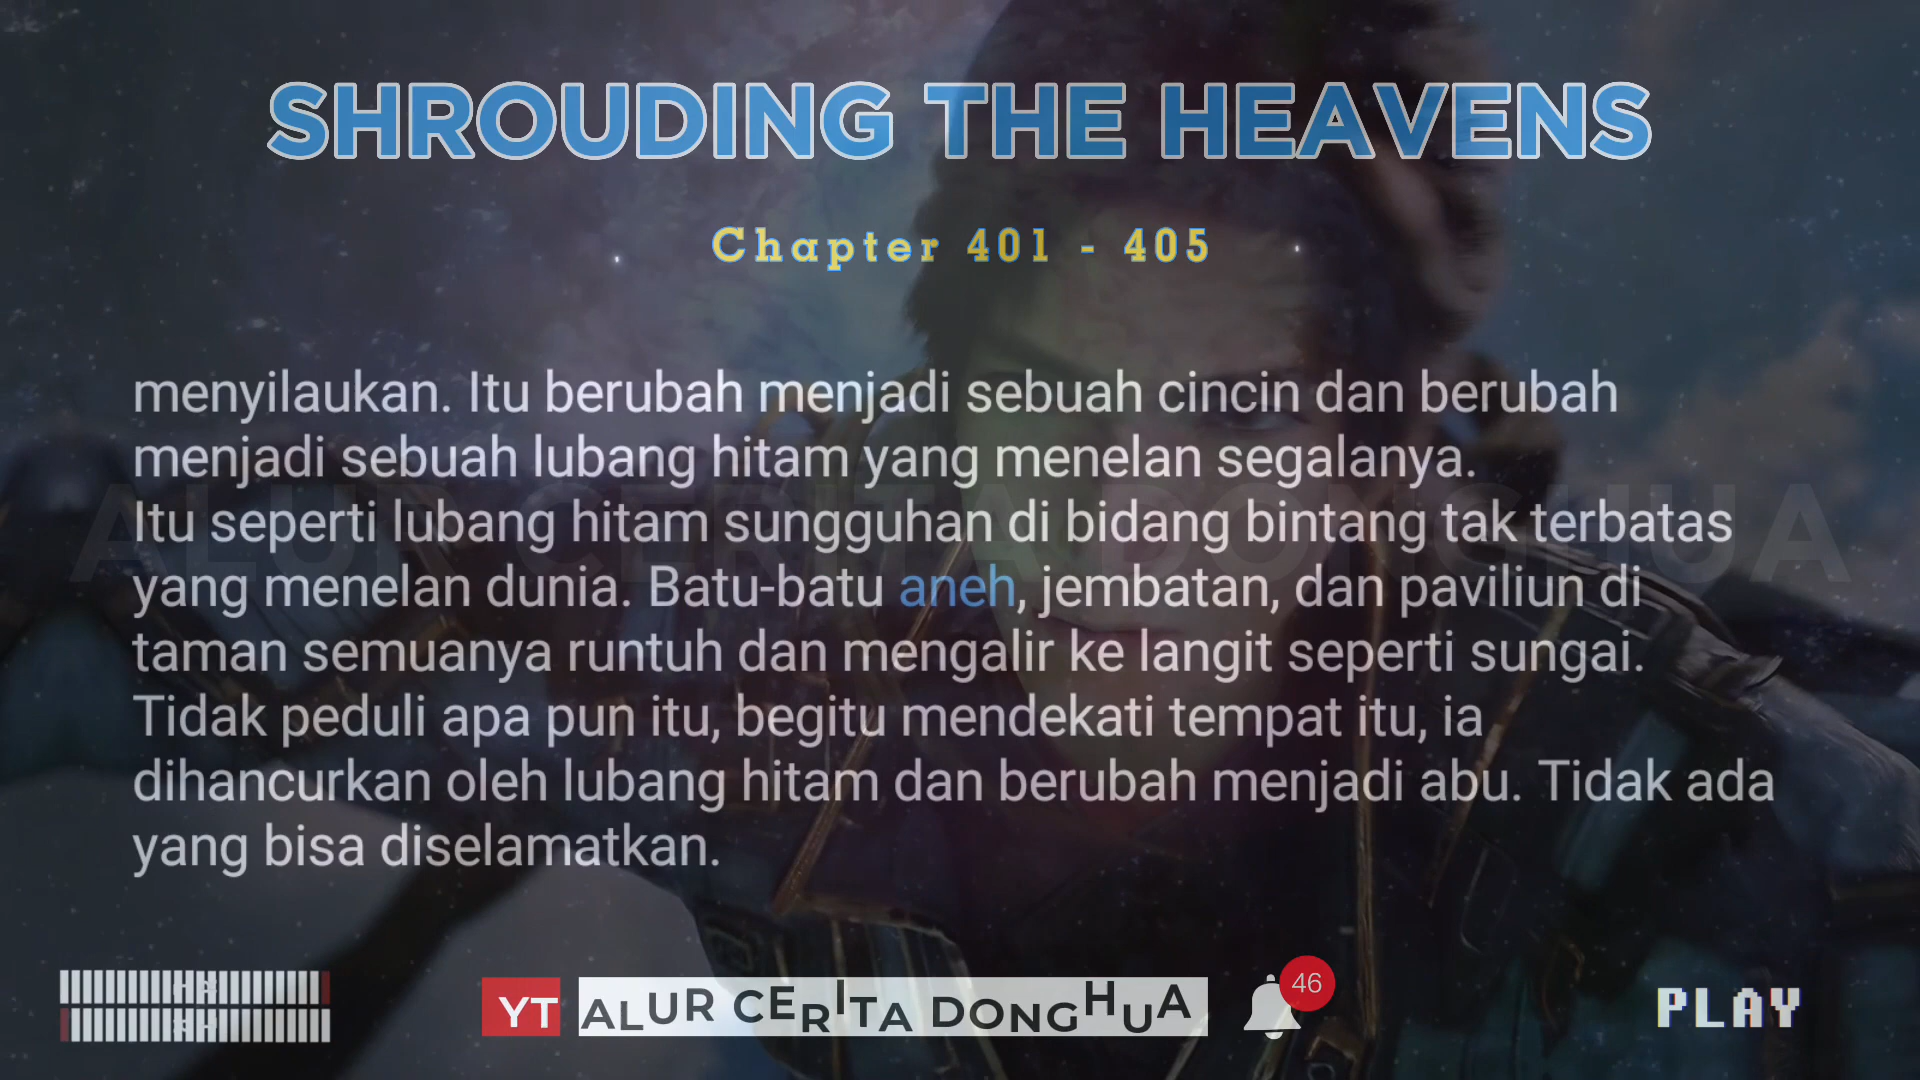 SHROUDING THE HEAVENS
Chapter 401 - 405
menyilaukan. Itu berubah menjadi sebuah cincin dan berubah
menjadi sebuah lubang hitam yang menelan segalanya.
ALUR CERITA DONGHUA
Itu seperti lubang hitam sungguhan di bidang bintang tak terbatas
yang menelan dunia. Batu-batu aneh, jembatan, dan paviliun di
taman semuanya runtuh dan mengalir ke langit seperti sungai.
Tidak peduli apa pun itu, begitu mendekati tempat itu, ia
dihancurkan oleh lubang hitam dan berubah menjadi abu. Tidak ada
yang bisa diselamatkan.
YT ALUR CERITA DONGHUA
46
PLAY